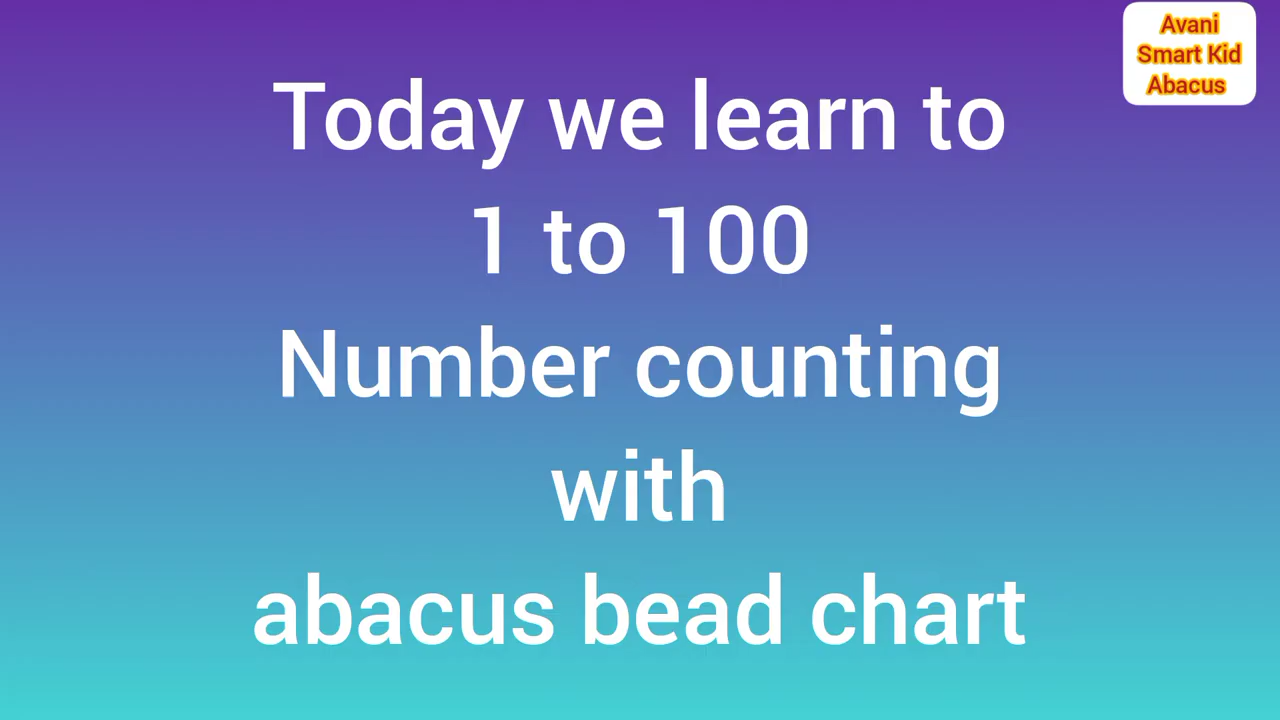 Avani
Smart Kid
Abacus
Today we learn to
1 to 100
Number counting
with
abacus bead chart